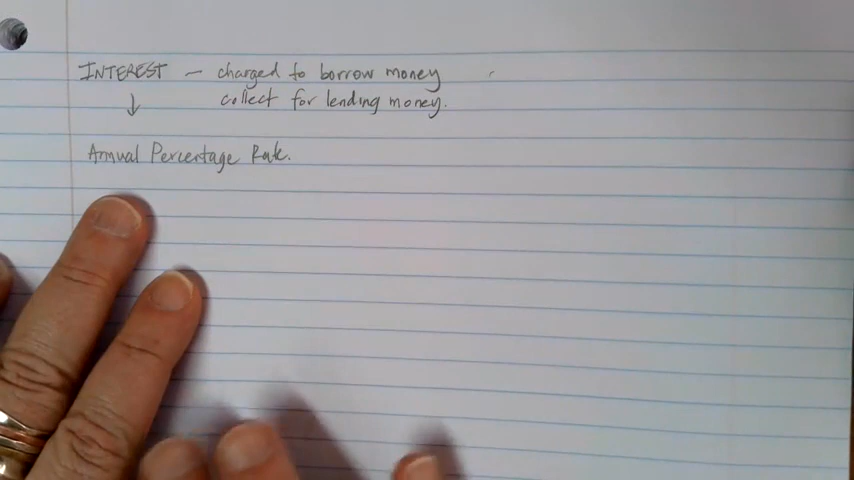 INTEREST — charged to borrow money
↓ collect for lending money.
Annual Percentage Rate.